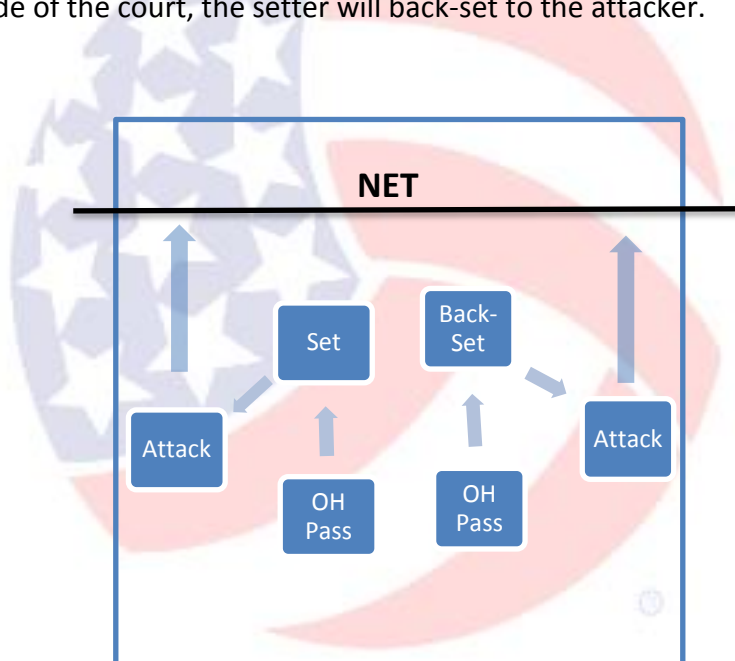 de of the court, the setter will back-set to the attacker.
NET
Set
Back-
Set
Attack
Attack
OH
Pass
OH
Pass